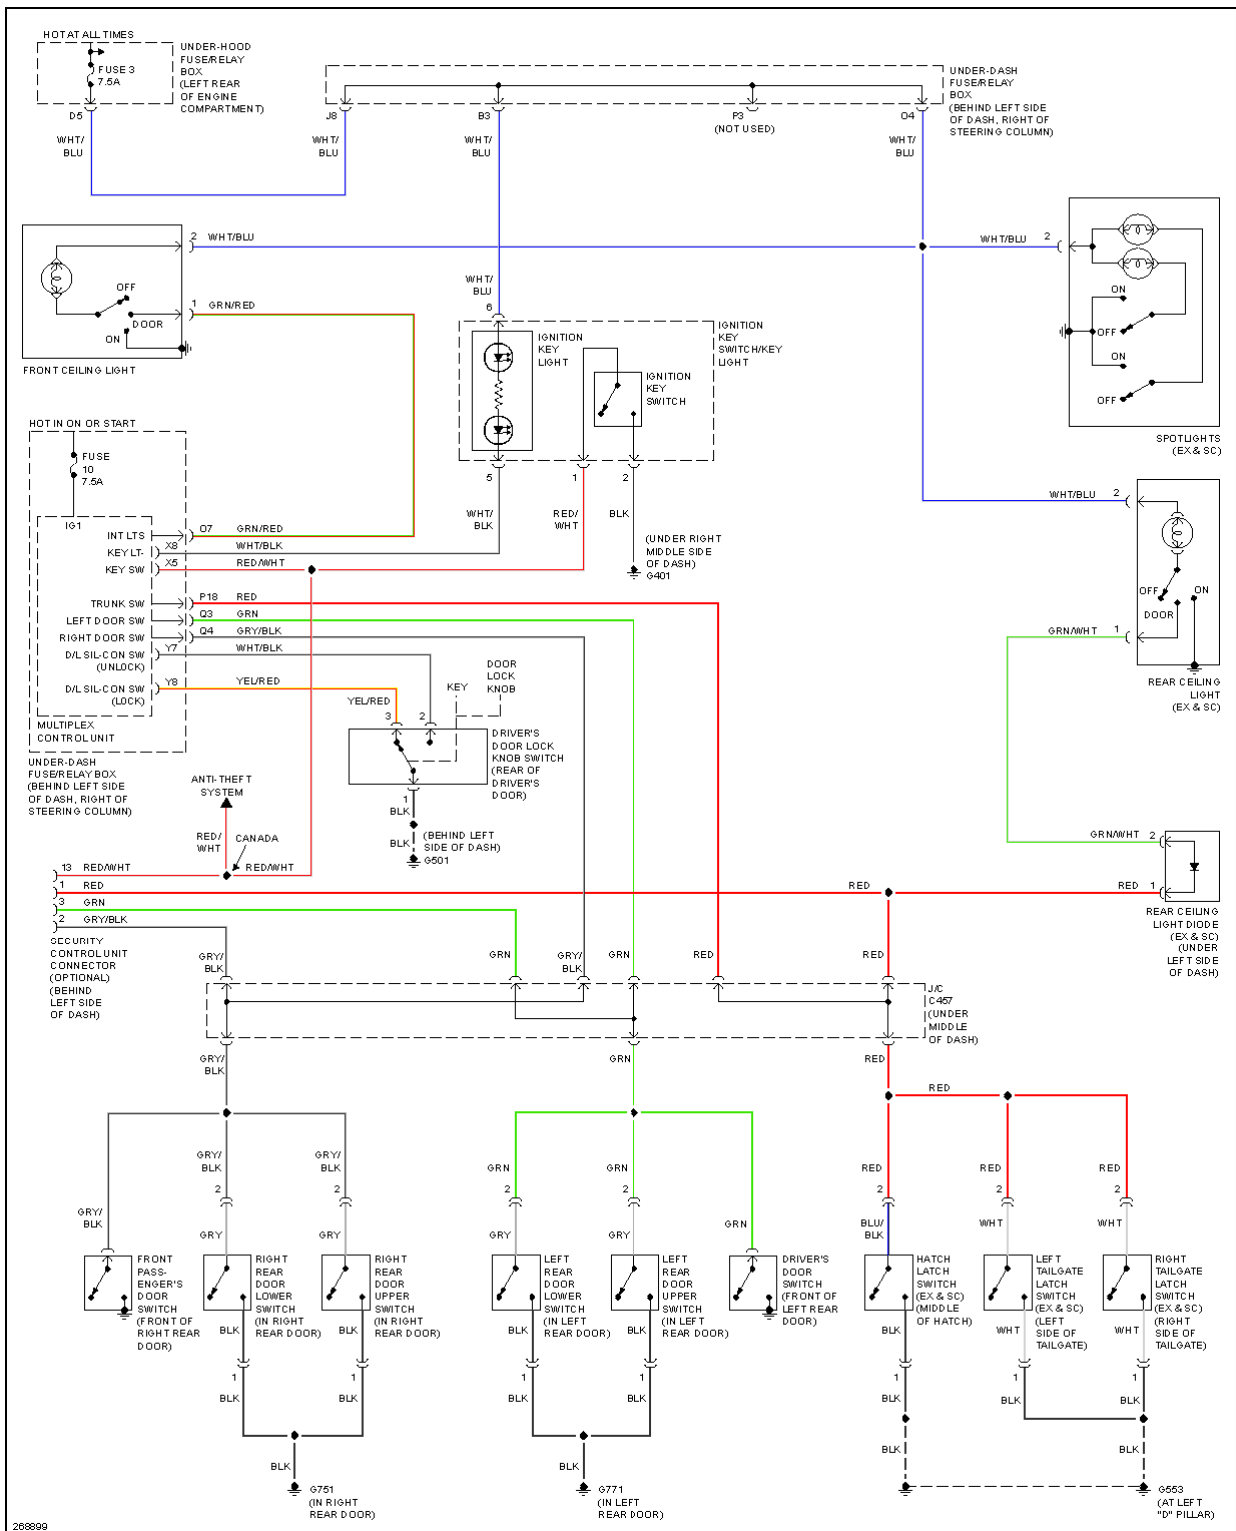 HOT AT ALL TIMES
FUSE 3
7.5A
UNDER-HOOD
FUSE/RELAY
BOX
(LEFT REAR
OF ENGINE
COMPARTMENT)
UNDER-DASH
FUSE/RELAY
BOX
(BEHIND LEFT SIDE
OF DASH, RIGHT OF
STEERING COLUMN)
D5
J8
B3
P3
(NOT USED)
O4
WHT/
BLU
WHT/
BLU
WHT/
BLU
WHT/
BLU
2
WHT/BLU
WHT/BLU
2
OFF
DOOR
ON
1
GRN/RED
FRONT CEILING LIGHT
WHT/
BLU
6
IGNITION
KEY
LIGHT
IGNITION
KEY
SWITCH
IGNITION
KEY
SWITCH/KEY
LIGHT
5
1
2
WHT/
BLK
RED/
WHT
BLK
(UNDER RIGHT
MIDDLE SIDE
OF DASH)
G401
ON
OFF
ON
OFF
SPOTLIGHTS
(EX & SC)
WHT/BLU
2
OFF
ON
DOOR
GRN/WHT
1
REAR CEILING
LIGHT
(EX & SC)
HOT IN ON OR START
FUSE
10
7.5A
IG1
INT LTS
O7
GRN/RED
KEY LT-
X8
WHT/BLK
KEY SW
X5
RED/WHT
TRUNK SW
P18
RED
LEFT DOOR SW
Q3
GRN
RIGHT DOOR SW
Q4
GRY/BLK
D/L SIL-CON SW
(UNLOCK)
Y7
WHT/BLK
D/L SIL-CON SW
(LOCK)
Y8
YEL/RED
MULTIPLEX
CONTROL UNIT
UNDER-DASH
FUSE/RELAY BOX
(BEHIND LEFT SIDE
OF DASH, RIGHT OF
STEERING COLUMN)
DOOR
LOCK
KNOB
KEY
YEL/RED
3
2
DRIVER'S
DOOR LOCK
KNOB SWITCH
(REAR OF
DRIVER'S
DOOR)
1
BLK
BLK
(BEHIND LEFT
SIDE OF DASH)
G501
ANTI-THEFT
SYSTEM
RED/
WHT
CANADA
RED/WHT
13
RED/WHT
1
RED
3
GRN
2
GRY/BLK
SECURITY
CONTROL UNIT
CONNECTOR
(OPTIONAL)
(BEHIND
LEFT SIDE
OF DASH)
RED
RED
1
GRN/WHT
2
REAR CEILING
LIGHT DIODE
(EX & SC)
(UNDER
LEFT SIDE
OF DASH)
GRY/
BLK
GRN
GRY/
BLK
GRN
RED
RED
J/C
C457
(UNDER
MIDDLE
OF DASH)
GRY/
BLK
GRN
RED
RED
GRY/
BLK
GRY/
BLK
GRN
GRN
RED
RED
RED
2
2
2
2
2
2
2
GRY/
BLK
GRY
GRY
GRY
GRY
GRN
BLU/
BLK
WHT
WHT
FRONT
PASS-
ENGER'S
DOOR
SWITCH
(FRONT OF
RIGHT REAR
DOOR)
RIGHT
REAR
DOOR
LOWER
SWITCH
(IN RIGHT
REAR DOOR)
RIGHT
REAR
DOOR
UPPER
SWITCH
(IN RIGHT
REAR DOOR)
LEFT
REAR
DOOR
LOWER
SWITCH
(IN LEFT
REAR DOOR)
LEFT
REAR
DOOR
UPPER
SWITCH
(IN LEFT
REAR DOOR)
DRIVER'S
DOOR
SWITCH
(FRONT OF
LEFT REAR
DOOR)
HATCH
LATCH
SWITCH
(EX & SC)
(MIDDLE
OF HATCH)
LEFT
TAILGATE
LATCH
SWITCH
(EX & SC)
(LEFT
SIDE OF
TAILGATE)
RIGHT
TAILGATE
LATCH
SWITCH
(EX & SC)
(RIGHT
SIDE OF
TAILGATE)
BLK
BLK
BLK
BLK
BLK
WHT
WHT
1
1
1
1
1
1
1
BLK
BLK
BLK
BLK
BLK
BLK
BLK
BLK
BLK
BLK
BLK
G751
(IN RIGHT
REAR DOOR)
G771
(IN LEFT
REAR DOOR)
G553
(AT LEFT
"D" PILLAR)
268899